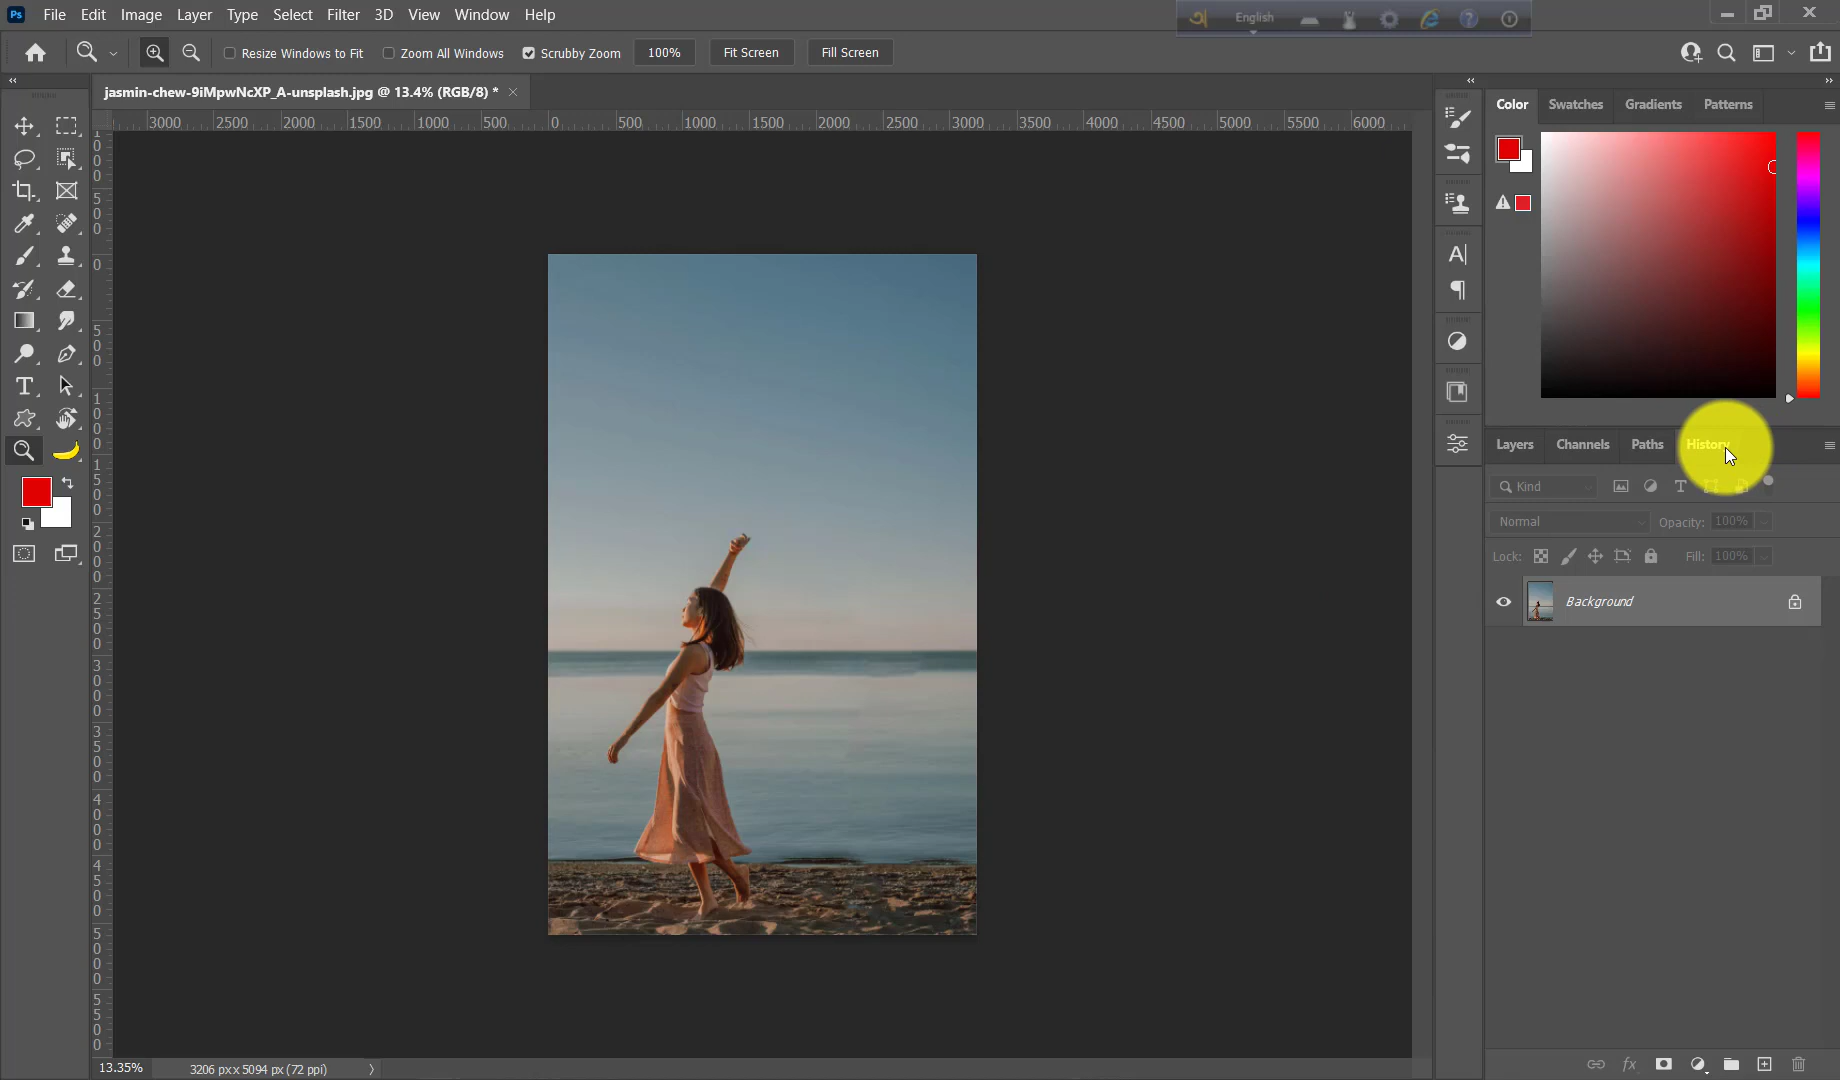 Ps File Edit Image Layer Type Select Filter 3D View Window Help
English
Resize Windows to Fit Zoom All Windows Scrubby Zoom 100% Fit Screen Fill Screen
jasmin-chew-9iMpwNcXP_A-unsplash.jpg @ 13.4% (RGB/8) *
3000 2500 2000 1500 1000 500 0 500 1000 1500 2000 2500 3000 3500 4000 4500 5000 5500 6000
Color Swatches Gradients Patterns
Layers Channels Paths History
Kind
Normal Opacity: 100%
Lock: Fill: 100%
Background
13.35% 3206 px x 5094 px (72 ppi)